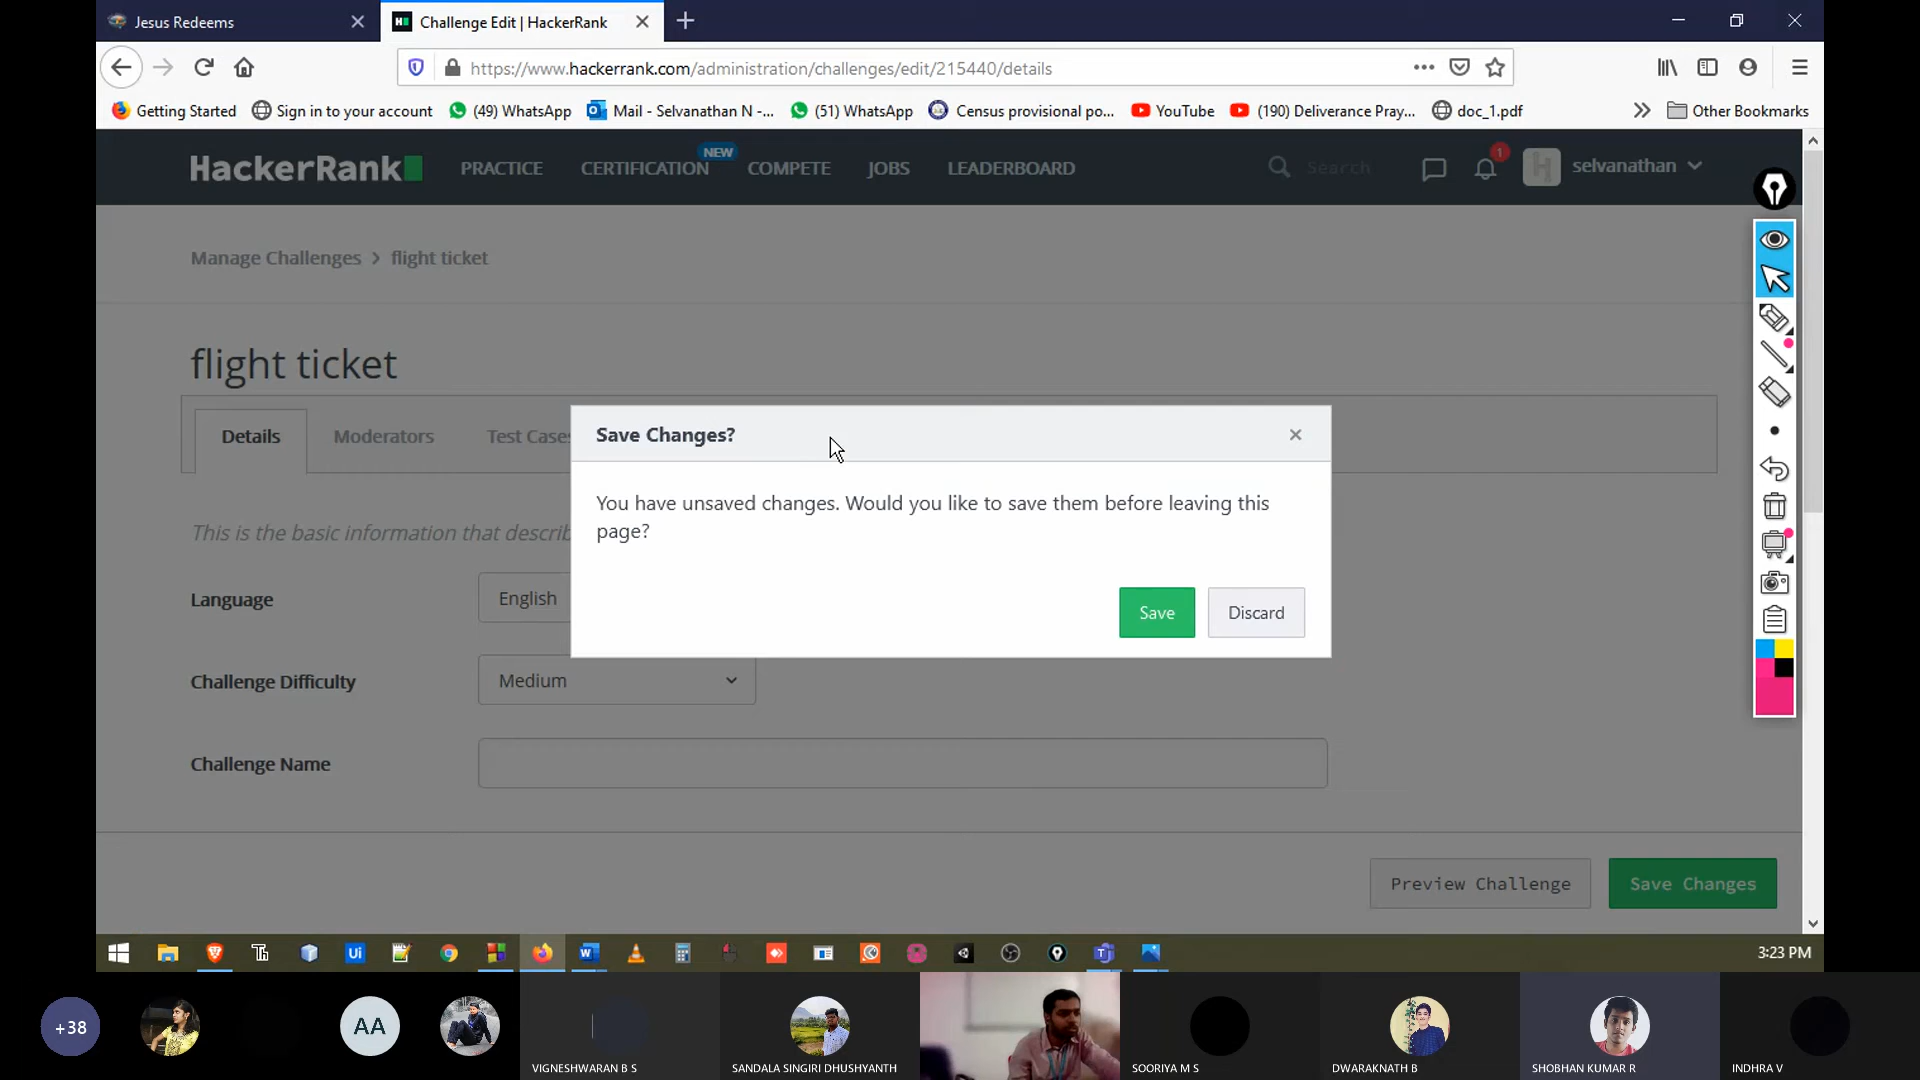 Jesus Redeems
Challenge Edit | HackerRank
https://www.hackerrank.com/administration/challenges/edit/215440/details
Getting Started
Sign in to your account
(49) WhatsApp
Mail - Selvanathan N -...
(51) WhatsApp
Census provisional po...
YouTube
(190) Deliverance Pray...
doc_1.pdf
Other Bookmarks
HackerRank
PRACTICE
CERTIFICATION
NEW
COMPETE
JOBS
LEADERBOARD
Search
1
selvanathan
Manage Challenges > flight ticket
flight ticket
Details
Moderators
Test Cases
Save Changes?
You have unsaved changes. Would you like to save them before leaving this
page?
Save
Discard
This is the basic information that
Language
English
Challenge Difficulty
Medium
Challenge Name
Preview Challenge
Save Changes
3:23 PM
+38
AA
VIGNESHWARAN B S
SANDALA SINGIRI DHUSHYANTH
SOORIYA M S
DWARAKNATH B
SHOBHAN KUMAR R
INDHRA V